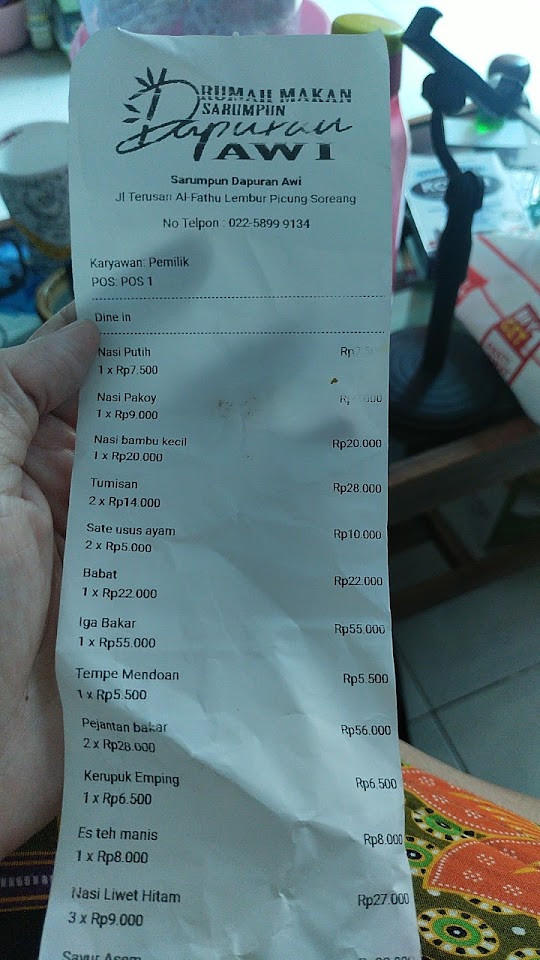 RUMAH MAKAN
SARUMPUN
Dapuran
AWI
Sarumpun Dapuran Awi
Jl Terusan Al-Fathu Lembur Picung Soreang
No Telpon : 022-5899 9134
Karyawan: Pemilik
POS: POS 1
Dine in
Nasi Putih Rp7.500
1 x Rp7.500
Nasi Pakoy
1 x Rp9.000
Nasi bambu kecil Rp20.000
1 x Rp20.000
Tumisan Rp28.000
2 x Rp14.000
Sate usus ayam Rp10.000
2 x Rp5.000
Babat Rp22.000
1 x Rp22.000
Iga Bakar Rp55.000
1 x Rp55.000
Tempe Mendoan Rp5.500
1 x Rp5.500
Pejantan bakar Rp56.000
2 x Rp28.000
Kerupuk Emping Rp6.500
1 x Rp6.500
Es teh manis Rp8.000
1 x Rp8.000
Nasi Liwet Hitam Rp27.000
3 x Rp9.000
Sayur Asem